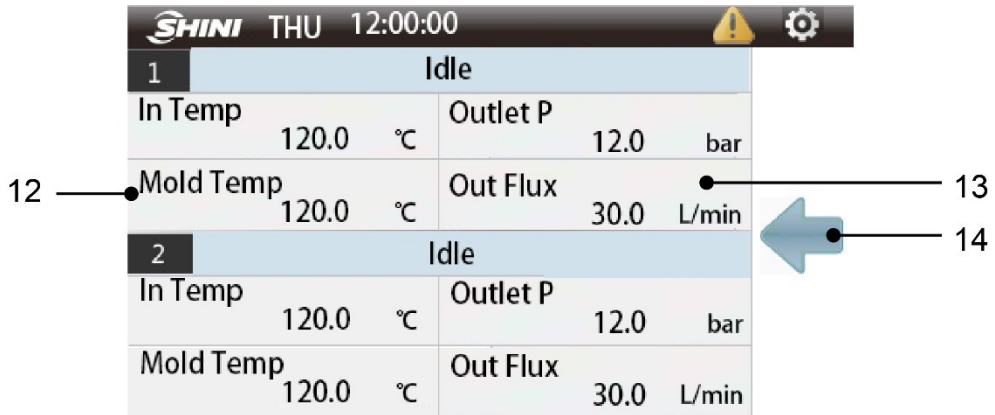 SHINI THU 12:00:00
1 Idle
In Temp Outlet P
120.0 ℃ 12.0 bar
12 Mold Temp Out Flux 13
120.0 ℃ 30.0 L/min
14
2 Idle
In Temp Outlet P
120.0 ℃ 12.0 bar
Mold Temp Out Flux
120.0 ℃ 30.0 L/min